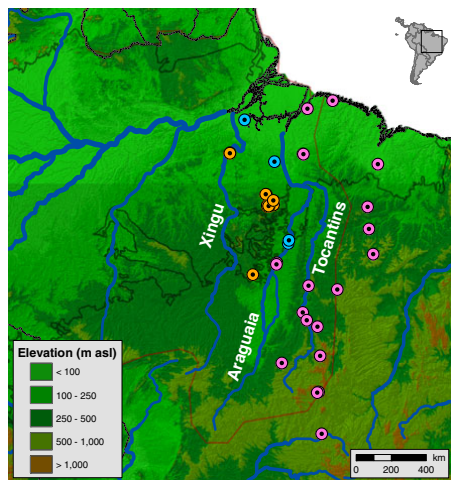 Xingu
Tocantins
Araguaia
Elevation (m asl)
< 100
100 - 250
250 - 500
500 - 1,000
> 1,000
km
0 200 400